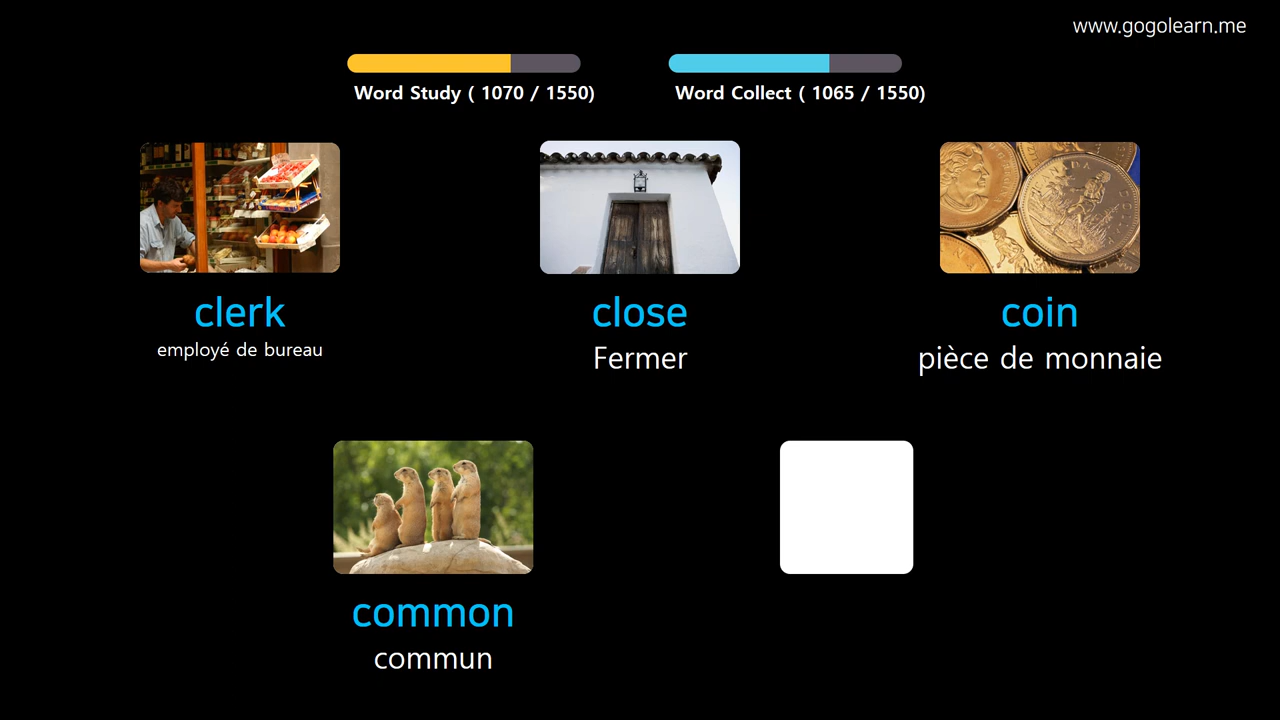 www.gogolearn.me
Word Study ( 1070 / 1550)
Word Collect ( 1065 / 1550)
clerk
employé de bureau
close
Fermer
coin
pièce de monnaie
common
commun